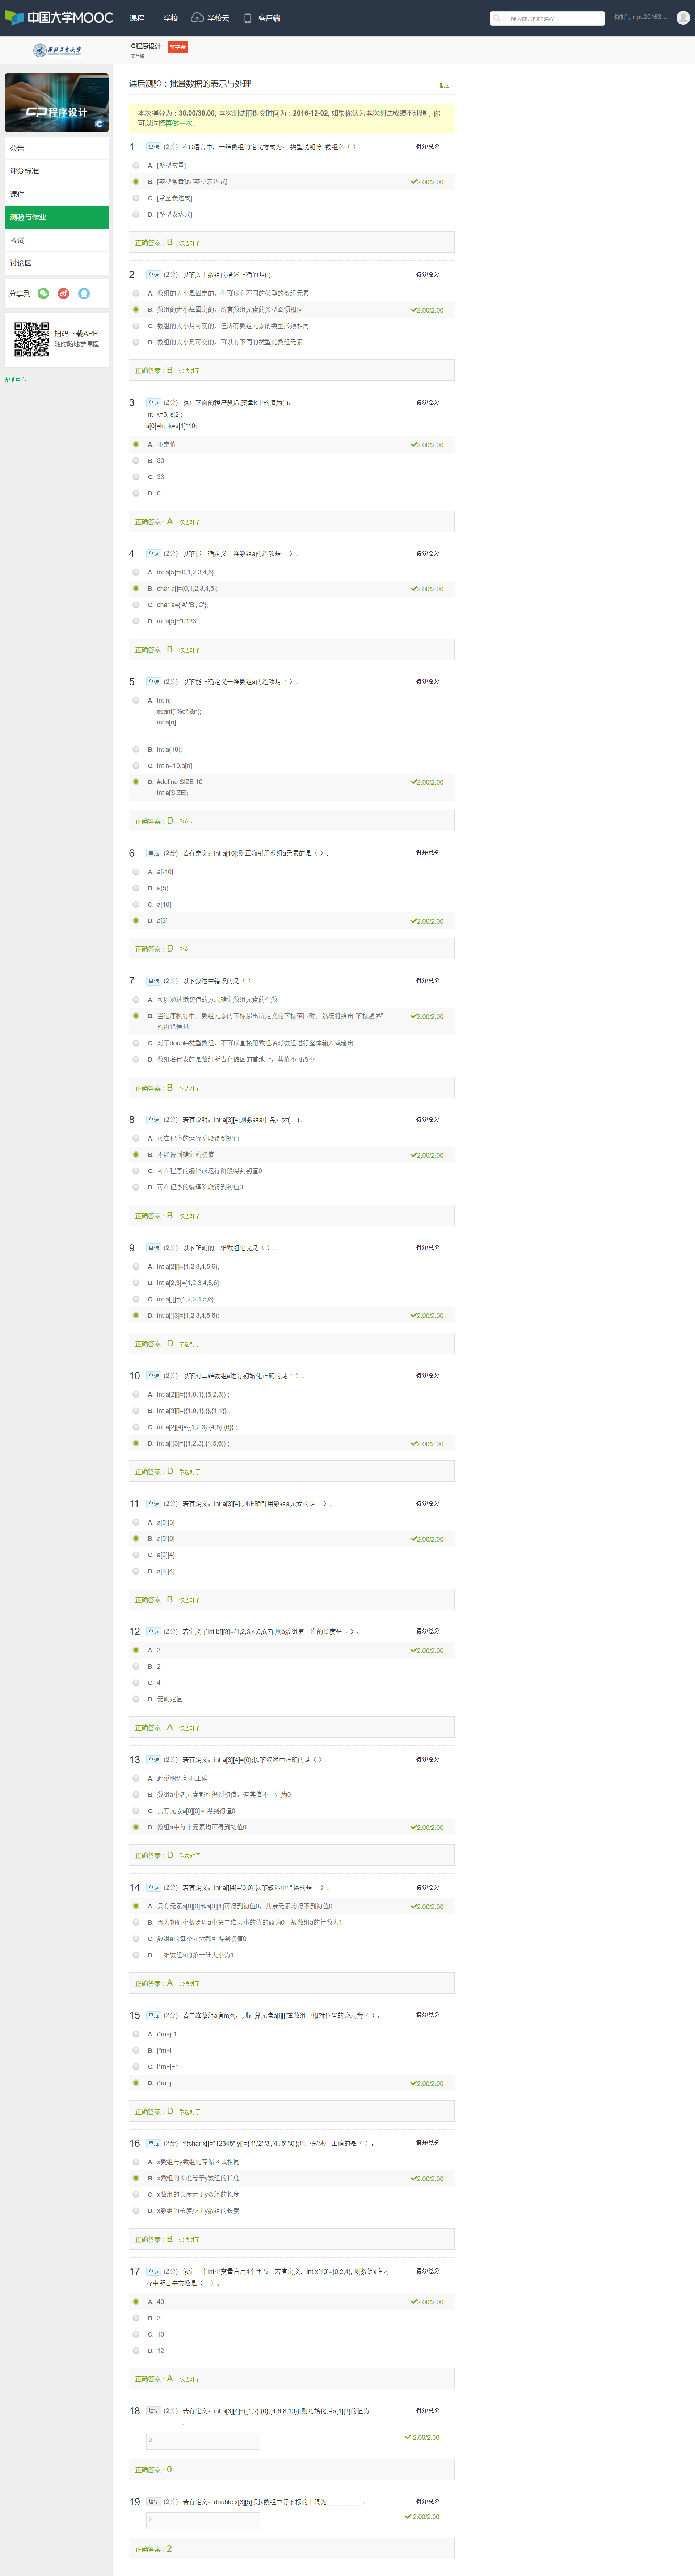 中国大学MOOC
课程
学校
学校云
客户端
搜索感兴趣的课程
你好，npu20163...
西北工业大学
C程序设计
C程序设计
公告
评分标准
课件
测验与作业
考试
讨论区
分享到
扫码下载APP
随时随地学课程
帮助中心
课后测验：批量数据的表示与处理
返回
本次得分为：38.00/38.00, 本次测试的提交时间为：2016-12-02, 如果你认为本次测试成绩不理想，你
可以选择再做一次。
1 单选 (2分) 在C语言中，一维数组的定义方式为： 类型说明符 数组名（ ）。 得分/总分
A. [整型常量]
B. [整型常量]或[整型表达式] 2.00/2.00
C. [常量表达式]
D. [整型表达式]
正确答案：B 你选对了
2 单选 (2分) 以下关于数组的描述正确的是( )。 得分/总分
A. 数组的大小是固定的，但可以有不同的类型的数组元素
B. 数组的大小是固定的，所有数组元素的类型必须相同 2.00/2.00
C. 数组的大小是可变的，但所有数组元素的类型必须相同
D. 数组的大小是可变的，可以有不同的类型的数组元素
正确答案：B 你选对了
3 单选 (2分) 执行下面的程序段后,变量k中的值为( )。 得分/总分
int k=3, s[2];
s[0]=k; k=s[1]*10;
A. 不定值 2.00/2.00
B. 30
C. 33
D. 0
正确答案：A 你选对了
4 单选 (2分) 以下能正确定义一维数组a的选项是（ ）。 得分/总分
A. int a[5]={0,1,2,3,4,5};
B. char a[]={0,1,2,3,4,5}; 2.00/2.00
C. char a={'A','B','C'};
D. int a[5]="0123";
正确答案：B 你选对了
5 单选 (2分) 以下能正确定义一维数组a的选项是（ ）。 得分/总分
A. int n;
scanf("%d",&n);
int a[n];
B. int a(10);
C. int n=10,a[n];
D. #define SIZE 10 2.00/2.00
int a[SIZE];
正确答案：D 你选对了
6 单选 (2分) 若有定义：int a[10];则正确引用数组a元素的是（ ）。 得分/总分
A. a[-10]
B. a(5)
C. a[10]
D. a[3] 2.00/2.00
正确答案：D 你选对了
7 单选 (2分) 以下叙述中错误的是（ ）。 得分/总分
A. 可以通过赋初值的方式确定数组元素的个数
B. 当程序执行中，数组元素的下标超出所定义的下标范围时，系统将给出“下标越界” 2.00/2.00
的出错信息
C. 对于double类型数组，不可以直接用数组名对数组进行整体输入或输出
D. 数组名代表的是数组所占存储区的首地址，其值不可改变
正确答案：B 你选对了
8 单选 (2分) 若有说明：int a[3][4;则数组a中各元素( )。 得分/总分
A. 可在程序的运行阶段得到初值
B. 不能得到确定的初值 2.00/2.00
C. 可在程序的编译或运行阶段得到初值0
D. 可在程序的编译阶段得到初值0
正确答案：B 你选对了
9 单选 (2分) 以下正确的二维数组定义是（ ）。 得分/总分
A. int a[2][]={1,2,3,4,5,6};
B. int a[2,3]={1,2,3,4,5,6};
C. int a[][]={1,2,3,4,5,6};
D. int a[][3]={1,2,3,4,5,6}; 2.00/2.00
正确答案：D 你选对了
10 单选 (2分) 以下对二维数组a进行初始化正确的是（ ）。 得分/总分
A. int a[2][]={{1,0,1},{5,2,3}} ;
B. int a[3][]={{1,0,1},{},{1,1}} ;
C. int a[2][4]={{1,2,3},{4,5},{6}} ;
D. int a[][3]={{1,2,3},{4,5,6}} ; 2.00/2.00
正确答案：D 你选对了
11 单选 (2分) 若有定义：int a[3][4];则正确引用数组a元素的是（ ）。 得分/总分
A. a[3][3]
B. a[0][0] 2.00/2.00
C. a[2][4]
D. a[3][4]
正确答案：B 你选对了
12 单选 (2分) 若定义了int b[][3]={1,2,3,4,5,6,7};则b数组第一维的长度是（ ）。 得分/总分
A. 3 2.00/2.00
B. 2
C. 4
D. 无确定值
正确答案：A 你选对了
13 单选 (2分) 若有定义：int a[3][4]={0};以下叙述中正确的是（ ）。 得分/总分
A. 此说明语句不正确
B. 数组a中各元素都可得到初值，但其值不一定为0
C. 只有元素a[0][0]可得到初值0
D. 数组a中每个元素均可得到初值0 2.00/2.00
正确答案：D 你选对了
14 单选 (2分) 若有定义：int a[][4]={0,0};以下叙述中错误的是（ ）。 得分/总分
A. 只有元素a[0][0]和a[0][1]可得到初值0，其余元素均得不到初值0 2.00/2.00
B. 因为初值个数除以a中第二维大小的值的商为0，故数组a的行数为1
C. 数组a的每个元素都可得到初值0
D. 二维数组a的第一维大小为1
正确答案：A 你选对了
15 单选 (2分) 若二维数组a有m列，则计算元素a[i][j]在数组中相对位置的公式为（ ）。 得分/总分
A. i*m+j-1
B. j*m+i
C. i*m+j+1
D. i*m+j 2.00/2.00
正确答案：D 你选对了
16 单选 (2分) 设char x[]="12345",y[]={'1','2','3','4','5','\0'};以下叙述中正确的是（ ）。 得分/总分
A. x数组与y数组的存储区域相同
B. x数组的长度等于y数组的长度 2.00/2.00
C. x数组的长度大于y数组的长度
D. x数组的长度少于y数组的长度
正确答案：B 你选对了
17 单选 (2分) 假定一个int型变量占用4个字节，若有定义：int x[10]={0,2,4}; 则数组x在内 得分/总分
存中所占字节数是（ ）。
A. 40 2.00/2.00
B. 3
C. 10
D. 12
正确答案：A 你选对了
18 填空 (2分) 若有定义：int a[3][4]={{1,2},{0},{4,6,8,10}};则初始化后a[1][2]的值为 得分/总分
___________。
0 2.00/2.00
正确答案：0
19 填空 (2分) 若有定义：double x[3][5];则x数组中行下标的上限为___________。 得分/总分
2 2.00/2.00
正确答案：2